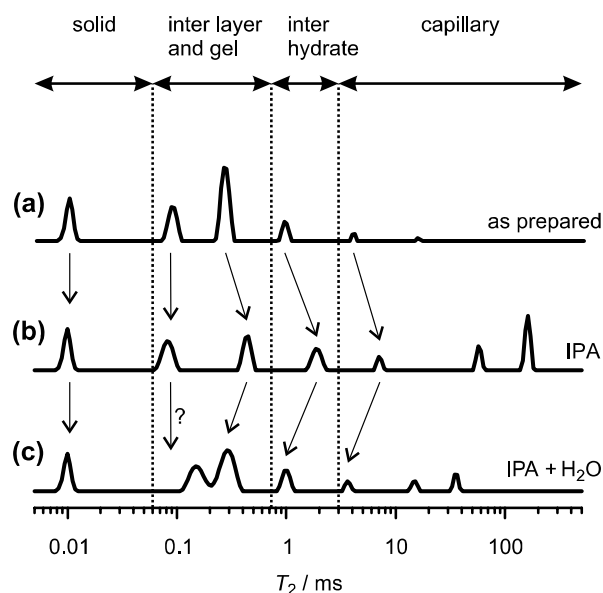 solid
inter layer
and gel
inter
hydrate
capillary
(a)
as prepared
(b)
IPA
?
(c)
IPA + H₂O
0.01
0.1
1
10
100
T₂ / ms